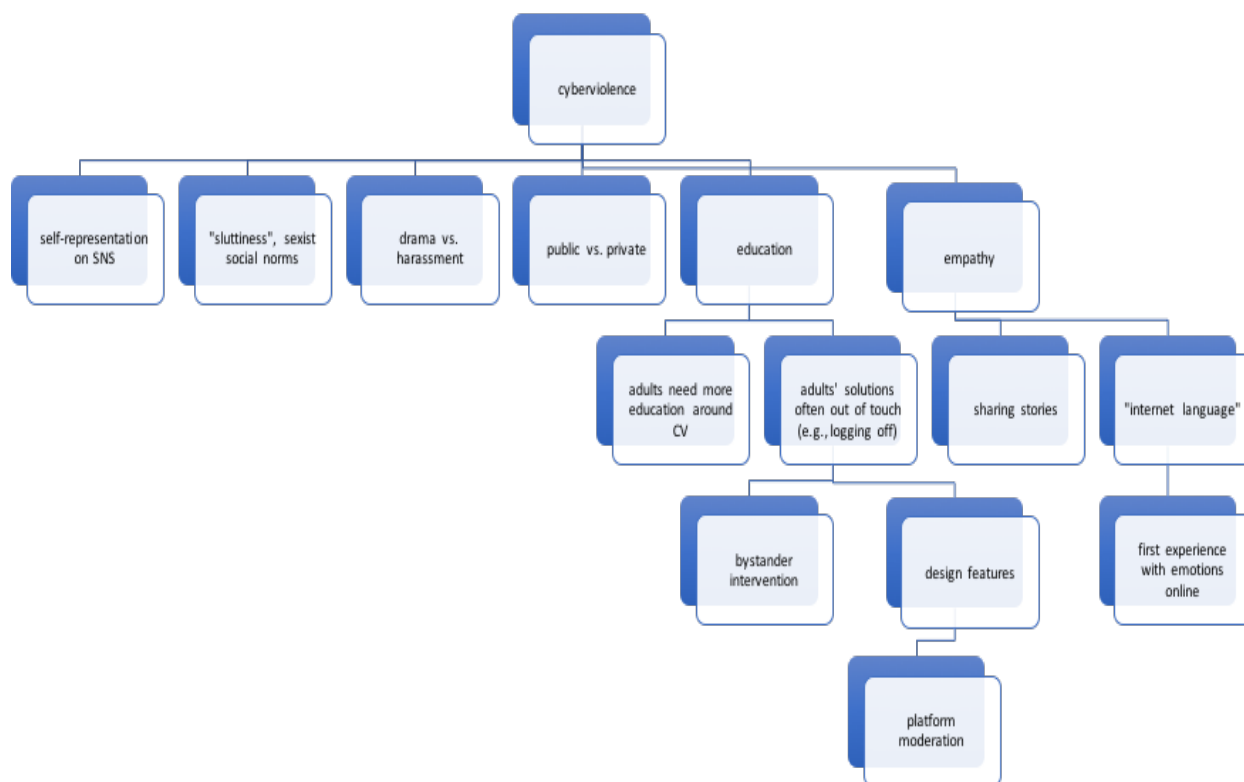 cyberviolence
self-representation
on SNS
"sluttiness", sexist
social norms
drama vs.
harassment
public vs. private
education
empathy
adults need more
education around
CV
adults' solutions
often out of touch
(e.g., logging off)
sharing stories
"internet language"
bystander
intervention
design features
first experience
with emotions
online
platform
moderation